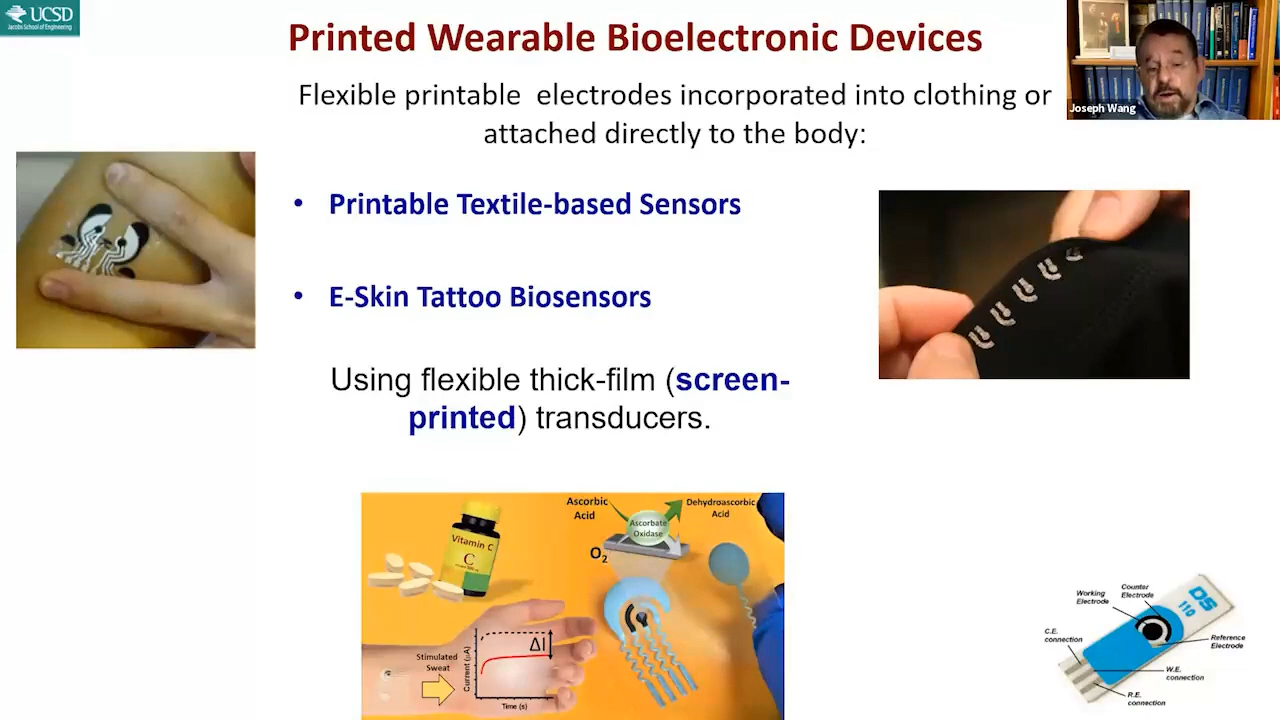 UCSD
Jacobs School of Engineering
Printed Wearable Bioelectronic Devices
Joseph Wang
Flexible printable electrodes incorporated into clothing or
attached directly to the body:
• Printable Textile-based Sensors
• E-Skin Tattoo Biosensors
Using flexible thick-film (screen-
printed) transducers.
Ascorbic
Acid
Dehydroascorbic
Acid
Ascorbate
Oxidase
O2
Vitamin C
C
Stimulated
Sweat
Current (µA)
ΔI
Time (s)
Counter
Electrode
Working
Electrode
DS
110
C.E.
connection
Reference
Electrode
W.E.
connection
R.E.
connection